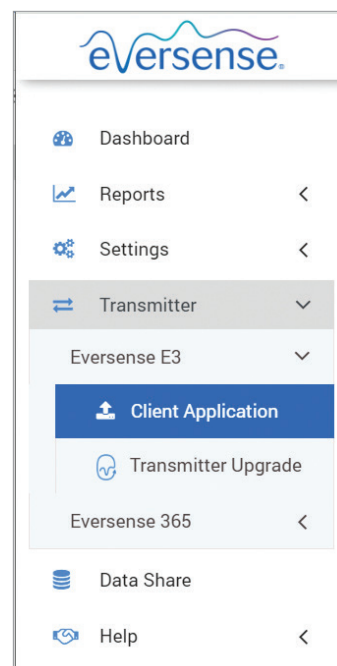 eversense®
Dashboard
Reports
Settings
Transmitter
Eversense E3
Client Application
Transmitter Upgrade
Eversense 365
Data Share
Help